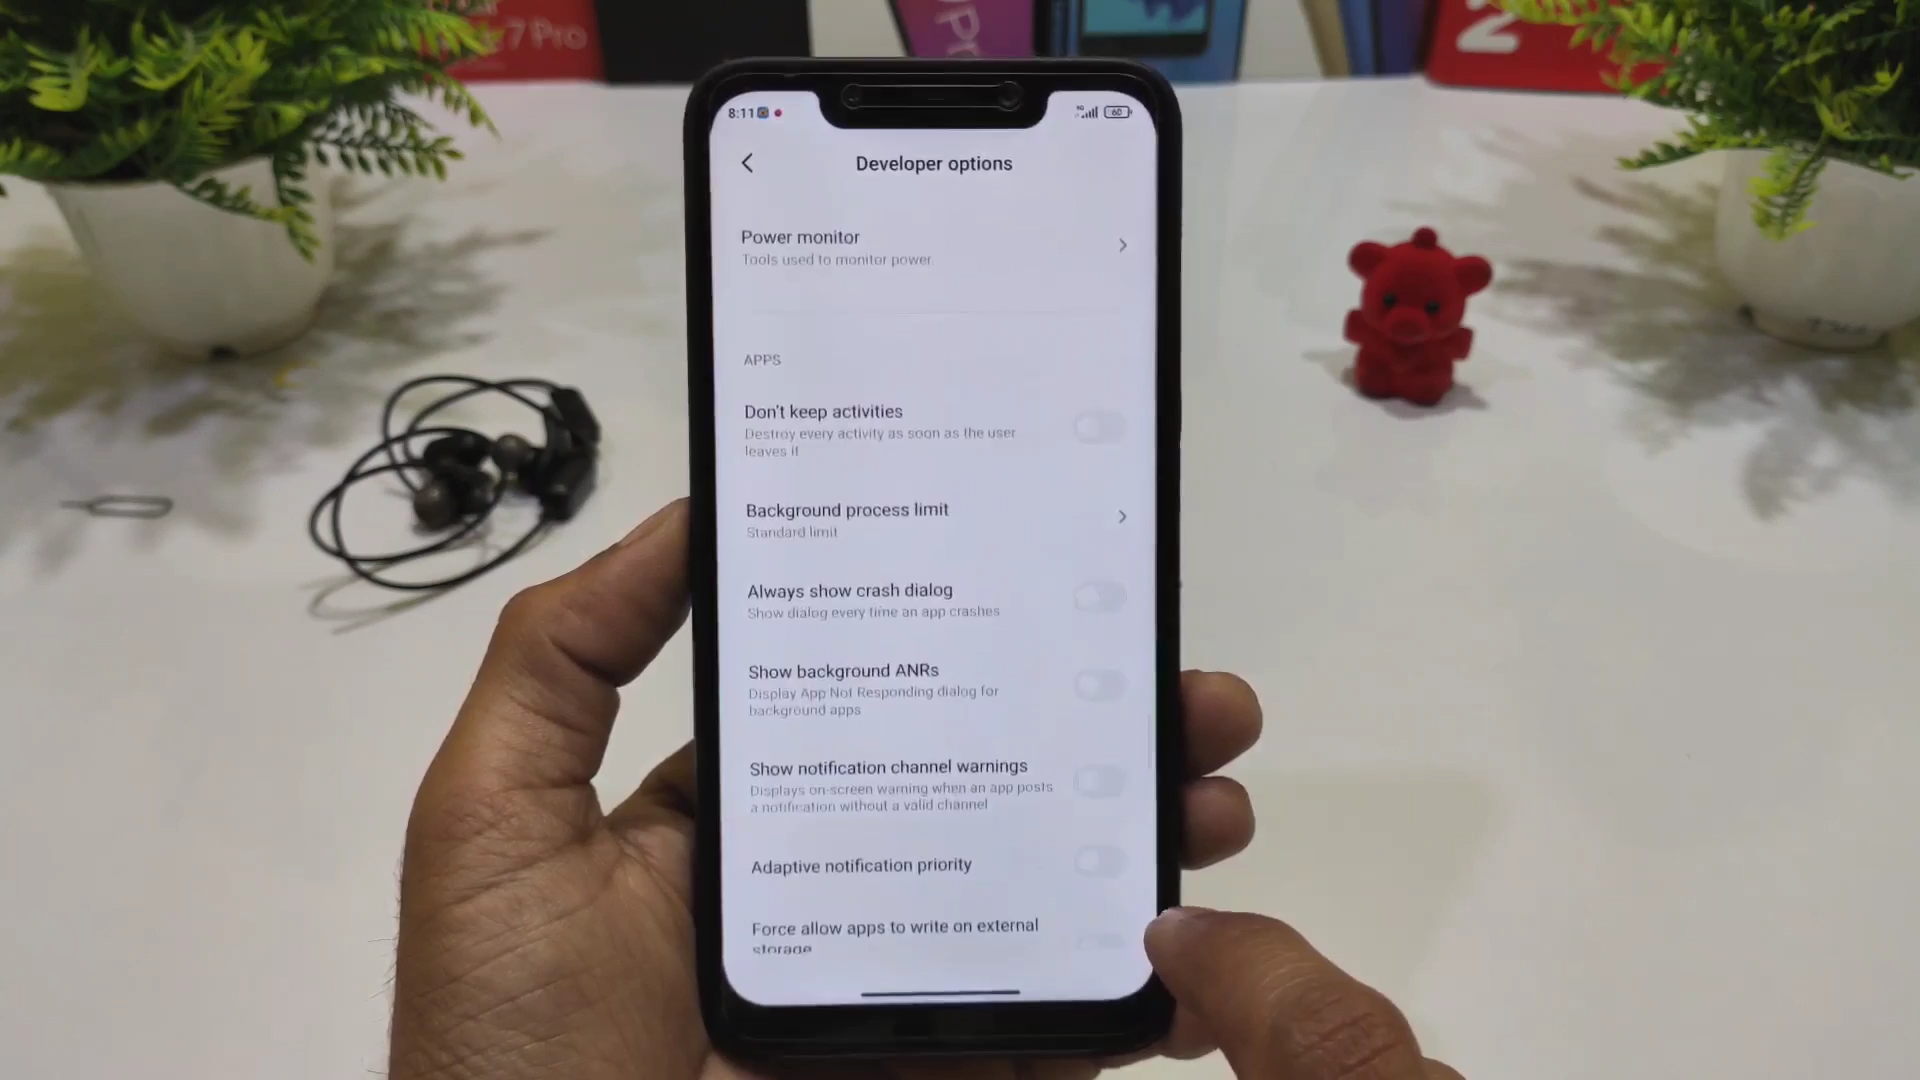 7 Pro
2
8:11
60
Developer options
Power monitor
Tools used to monitor power.
APPS
Don't keep activities
Destroy every activity as soon as the user
leaves it
Background process limit
Standard limit
Always show crash dialog
Show dialog every time an app crashes
Show background ANRs
Display App Not Responding dialog for
background apps
Show notification channel warnings
Displays on-screen warning when an app posts
a notification without a valid channel
Adaptive notification priority
Force allow apps to write on external
storage